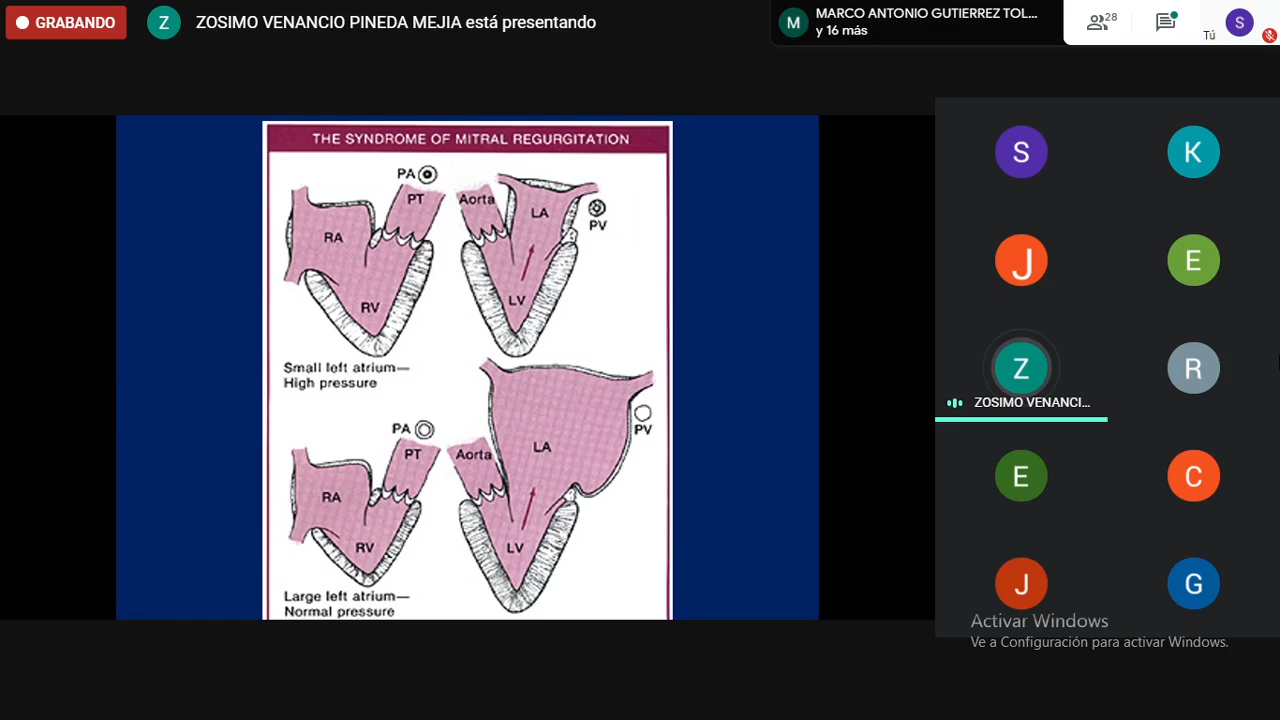 GRABANDO
Z
ZOSIMO VENANCIO PINEDA MEJIA está presentando
M
MARCO ANTONIO GUTIERREZ TOL...
y 16 más
28
Tú
S
THE SYNDROME OF MITRAL REGURGITATION
PA
PT
Aorta
LA
PV
RA
RV
LV
Small left atrium—
High pressure
PA
PT
Aorta
LA
PV
RA
RV
LV
Large left atrium—
Normal pressure
S
K
J
E
Z
ZOSIMO VENANCI...
R
E
C
J
G
Activar Windows
Ve a Configuración para activar Windows.